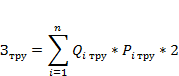 З_тру = ∑_{i=1}^{n} Q_{i тру} * P_{i тру} * 2